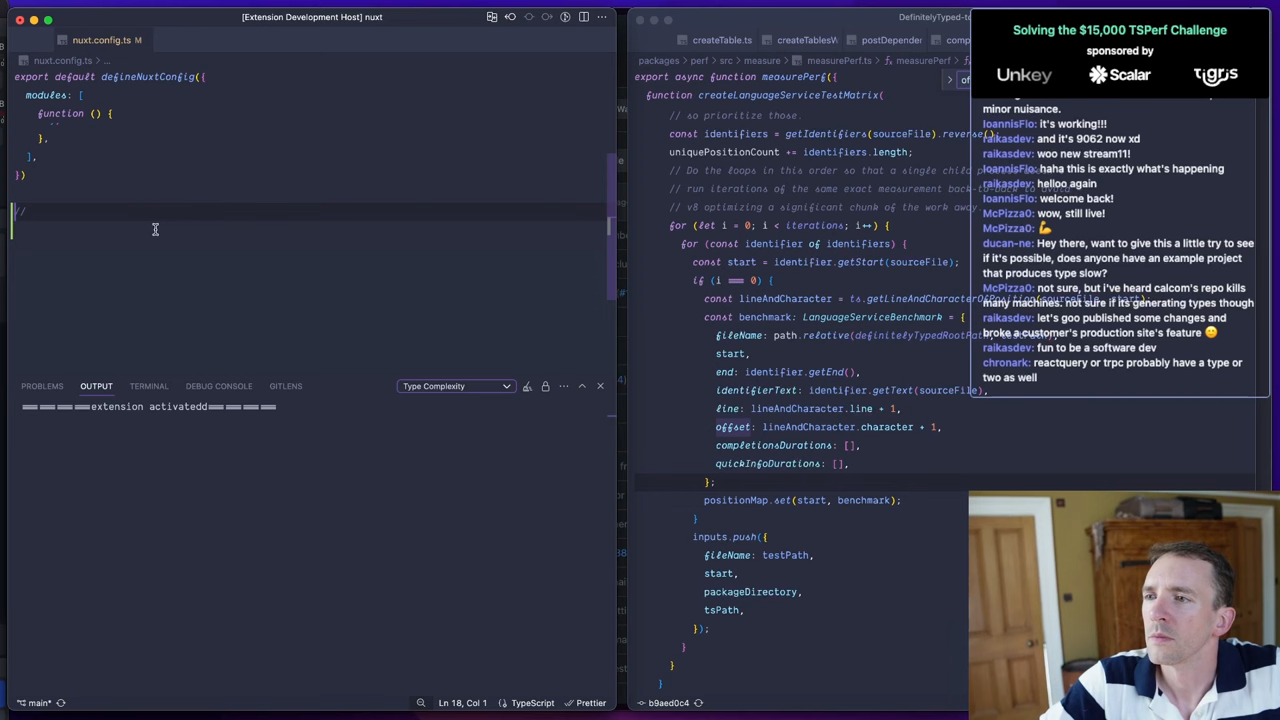 [Extension Development Host] nuxt
nuxt.config.ts M
nuxt.config.ts > ...
export default defineNuxtConfig({
modules: [
function () {
},
],
})
//
PROBLEMS OUTPUT TERMINAL DEBUG CONSOLE GITLENS
Type Complexity
=====extension activatedd=====
main* Ln 18, Col 1 TypeScript Prettier
createTable.ts
postDepender
packages > perf > src > measure > measurePerf.ts > measurePerf
export async function measurePerf({
function createLanguageServiceTestMatrix(
// so prioritize those.
const identifiers = getIdentifiers(sourceFile).reverse();
uniquePositionCount += identifiers.length;
// Do the loops in this order so that a single child
// run iterations of the same exact measurement back-to-back
// v8 optimizing a significant chunk of the work away
for (let i = 0; i < iterations; i++) {
for (const identifier of identifiers) {
const start = identifier.getStart(sourceFile);
if (i === 0) {
const lineAndCharacter = ts.getLineAndCharacterOfPosition(sourceFile, start);
const benchmark: LanguageServiceBenchmark = {
fileName: path.relative(definitelyTypedRootPath,
start,
end: identifier.getEnd(),
identifierText: identifier.getText(sourceFile),
line: lineAndCharacter.line + 1,
offset: lineAndCharacter.character + 1,
completionsDurations: [],
quickInfoDurations: [],
};
positionMap.set(start, benchmark);
}
inputs.push({
fileName: testPath,
start,
packageDirectory,
tsPath,
});
}
}
}
b9aed0c4
Solving the $15,000 TSPerf Challenge
sponsored by
Unkey Scalar tigris
minor nuisance.
IoannisFlo: it's working!!!
raikasdev: and it's 9062 now xd
raikasdev: woo new stream11!
IoannisFlo: haha this is exactly what's happening
raikasdev: helloo again
IoannisFlo: welcome back!
McPizza0: wow, still live!
McPizza0: 💪
ducan-ne: Hey there, want to give this a little try to see
if it's possible, does anyone have an example project
that produces type slow?
McPizza0: not sure, but i've heard calcom's repo kills
many machines. not sure if its generating types though
raikasdev: let's goo published some changes and
broke a customer's production site's feature 🙂
raikasdev: fun to be a software dev
chronark: reactquery or trpc probably have a type or
two as well